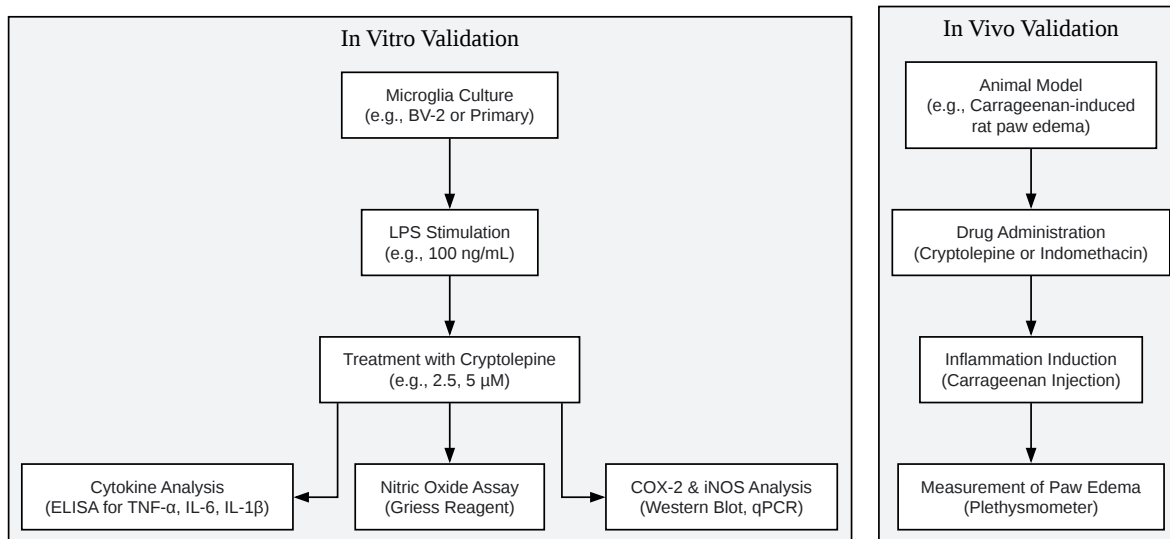 In Vitro Validation
Microglia Culture
(e.g., BV-2 or Primary)
LPS Stimulation
(e.g., 100 ng/mL)
Treatment with Cryptolepine
(e.g., 2.5, 5 µM)
Cytokine Analysis
(ELISA for TNF-α, IL-6, IL-1β)
Nitric Oxide Assay
(Griess Reagent)
COX-2 & iNOS Analysis
(Western Blot, qPCR)
In Vivo Validation
Animal Model
(e.g., Carrageenan-induced
rat paw edema)
Drug Administration
(Cryptolepine or Indomethacin)
Inflammation Induction
(Carrageenan Injection)
Measurement of Paw Edema
(Plethysmometer)